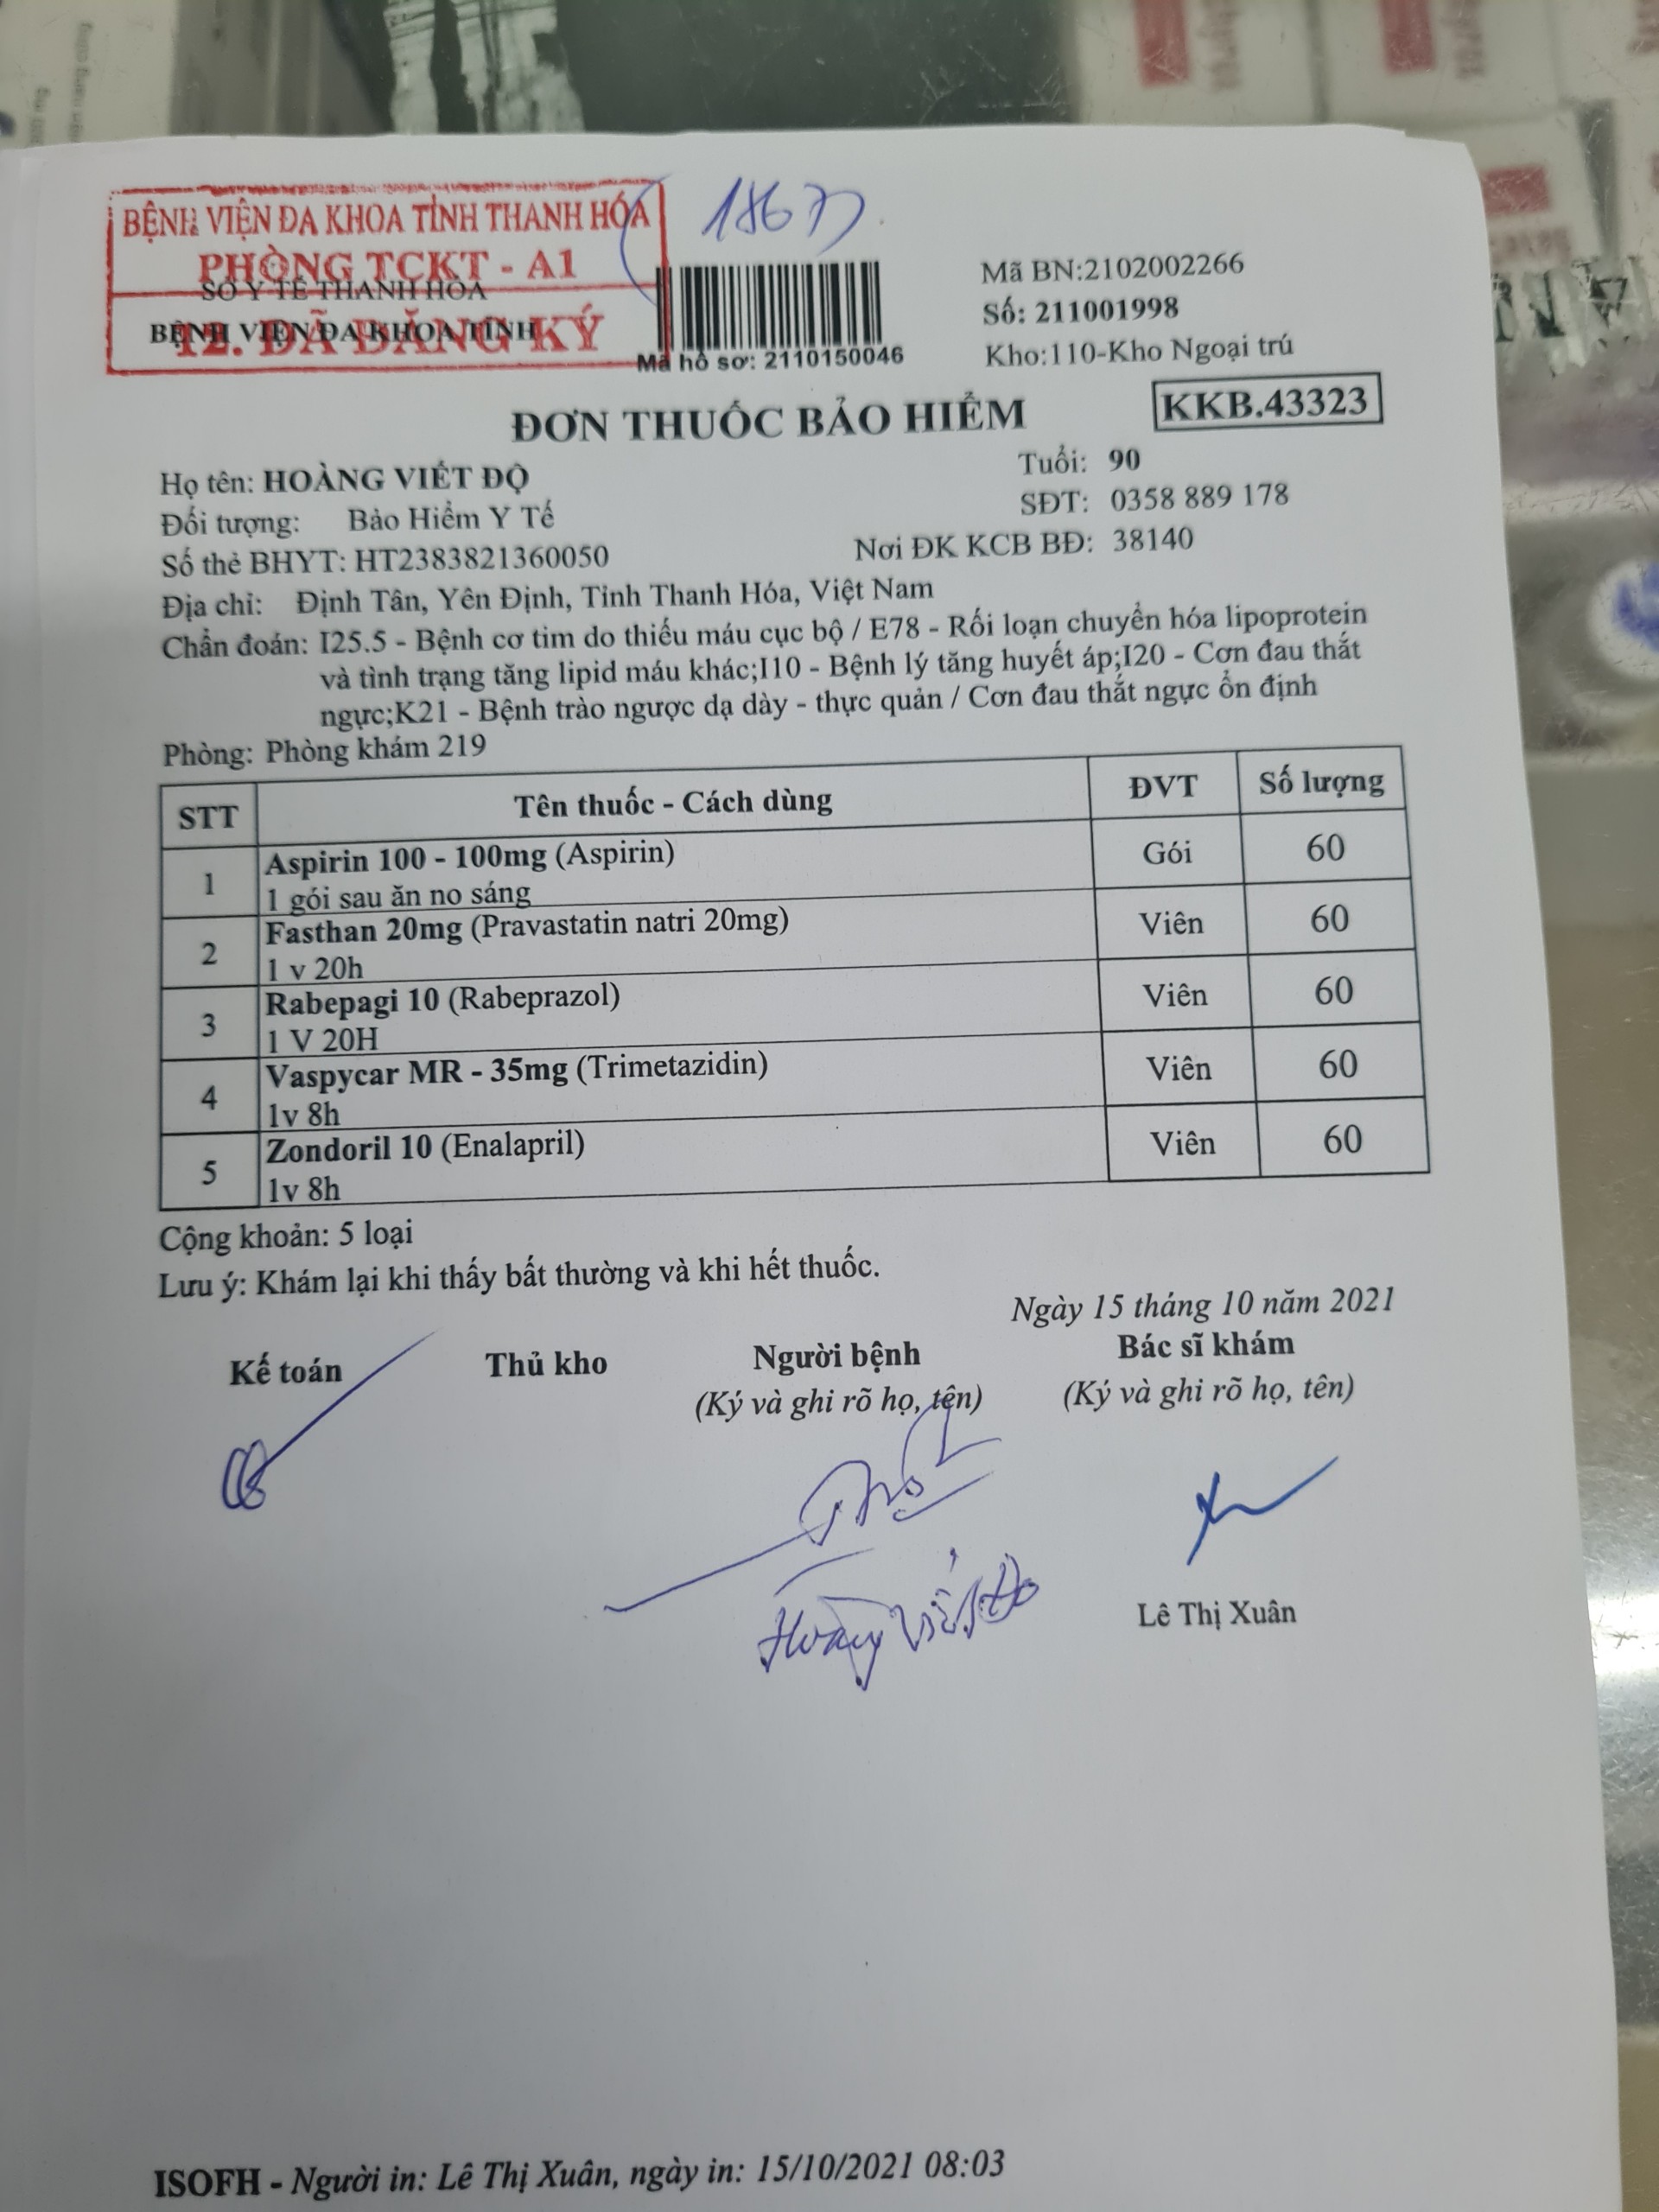 BỆNH VIỆN ĐA KHOA TỈNH THANH HÓA
PHÒNG TCKT - A1
SỞ Y TẾ THANH HÓA
BỆNH VIỆN ĐA KHOA TỈNH
12. ĐÃ ĐĂNG KÝ
Mã hồ sơ: 2110150046
Mã BN:2102002266
Số: 211001998
Kho:110-Kho Ngoại trú
KKB.43323
ĐƠN THUỐC BẢO HIỂM
Họ tên: HOÀNG VIẾT ĐỘ Tuổi: 90
Đối tượng: Bảo Hiểm Y Tế SĐT: 0358 889 178
Số thẻ BHYT: HT2383821360050 Nơi ĐK KCB BĐ: 38140
Địa chỉ: Định Tân, Yên Định, Tỉnh Thanh Hóa, Việt Nam
Chẩn đoán: I25.5 - Bệnh cơ tim do thiếu máu cục bộ / E78 - Rối loạn chuyển hóa lipoprotein
và tình trạng tăng lipid máu khác;I10 - Bệnh lý tăng huyết áp;I20 - Cơn đau thắt
ngực;K21 - Bệnh trào ngược dạ dày - thực quản / Cơn đau thắt ngực ổn định
Phòng: Phòng khám 219
STT Tên thuốc - Cách dùng ĐVT Số lượng
1 Aspirin 100 - 100mg (Aspirin) Gói 60
1 gói sau ăn no sáng
2 Fasthan 20mg (Pravastatin natri 20mg) Viên 60
1 v 20h
3 Rabepagi 10 (Rabeprazol) Viên 60
1 V 20H
4 Vaspycar MR - 35mg (Trimetazidin) Viên 60
1v 8h
5 Zondoril 10 (Enalapril) Viên 60
1v 8h
Cộng khoản: 5 loại
Lưu ý: Khám lại khi thấy bất thường và khi hết thuốc.
Ngày 15 tháng 10 năm 2021
Kế toán Thủ kho Người bệnh Bác sĩ khám
(Ký và ghi rõ họ, tên) (Ký và ghi rõ họ, tên)
Hoàng Viết Độ
Lê Thị Xuân
ISOFH - Người in: Lê Thị Xuân, ngày in: 15/10/2021 08:03